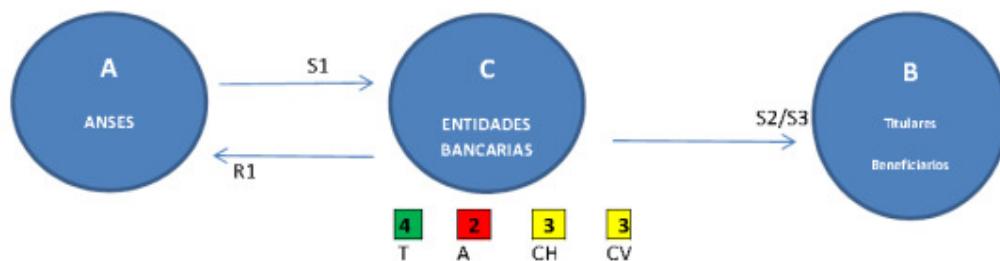 A
ANSES
S1
R1
C
ENTIDADES
BANCARIAS
S2/S3
B
Titulares
Beneficiarios
4 2 3 3
T A CH CV